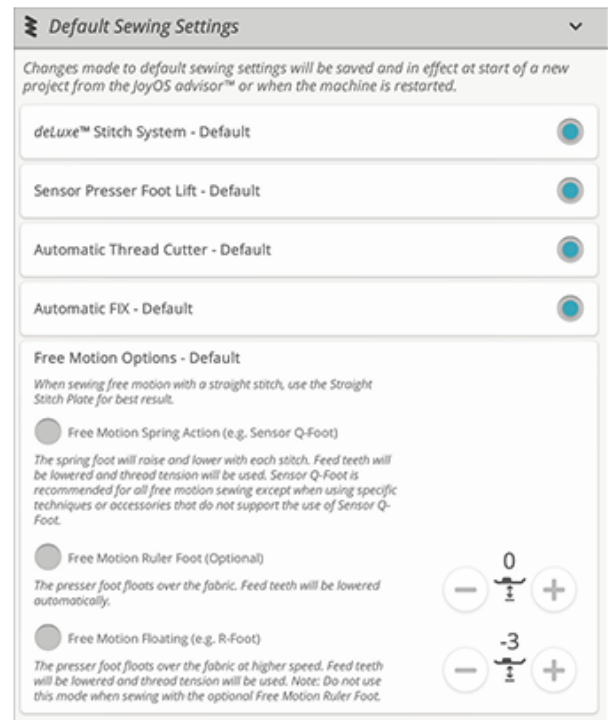 Default Sewing Settings
Changes made to default sewing settings will be saved and in effect at start of a new
project from the JoyOS advisor™ or when the machine is restarted.
deLuxe™ Stitch System - Default
Sensor Presser Foot Lift - Default
Automatic Thread Cutter - Default
Automatic FIX - Default
Free Motion Options - Default
When sewing free motion with a straight stitch, use the Straight
Stitch Plate for best result.
Free Motion Spring Action (e.g. Sensor Q-Foot)
The spring foot will raise and lower with each stitch. Feed teeth will
be lowered and thread tension will be used. Sensor Q-Foot is
recommended for all free motion sewing except when using specific
techniques or accessories that do not support the use of Sensor Q-
Foot.
Free Motion Ruler Foot (Optional)
The presser foot floats over the fabric. Feed teeth will be lowered
automatically.
0
Free Motion Floating (e.g. R-Foot)
The presser foot floats over the fabric at higher speed. Feed teeth
will be lowered and thread tension will be used. Note: Do not use
this mode when sewing with the optional Free Motion Ruler Foot.
-3